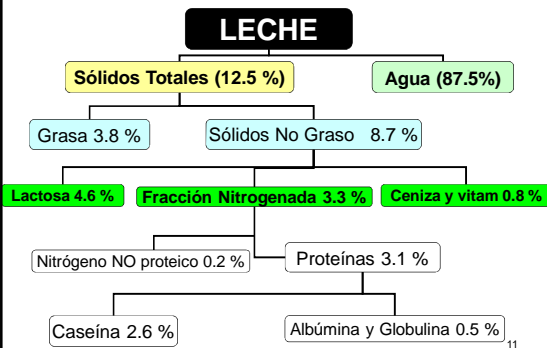 LECHE
Sólidos Totales (12.5 %)
Agua (87.5%)
Grasa 3.8 %
Sólidos No Graso 8.7 %
Lactosa 4.6 %
Fracción Nitrogenada 3.3 %
Ceniza y vitam 0.8 %
Nitrógeno NO proteico 0.2 %
Proteínas 3.1 %
Caseína 2.6 %
Albúmina y Globulina 0.5 %
11